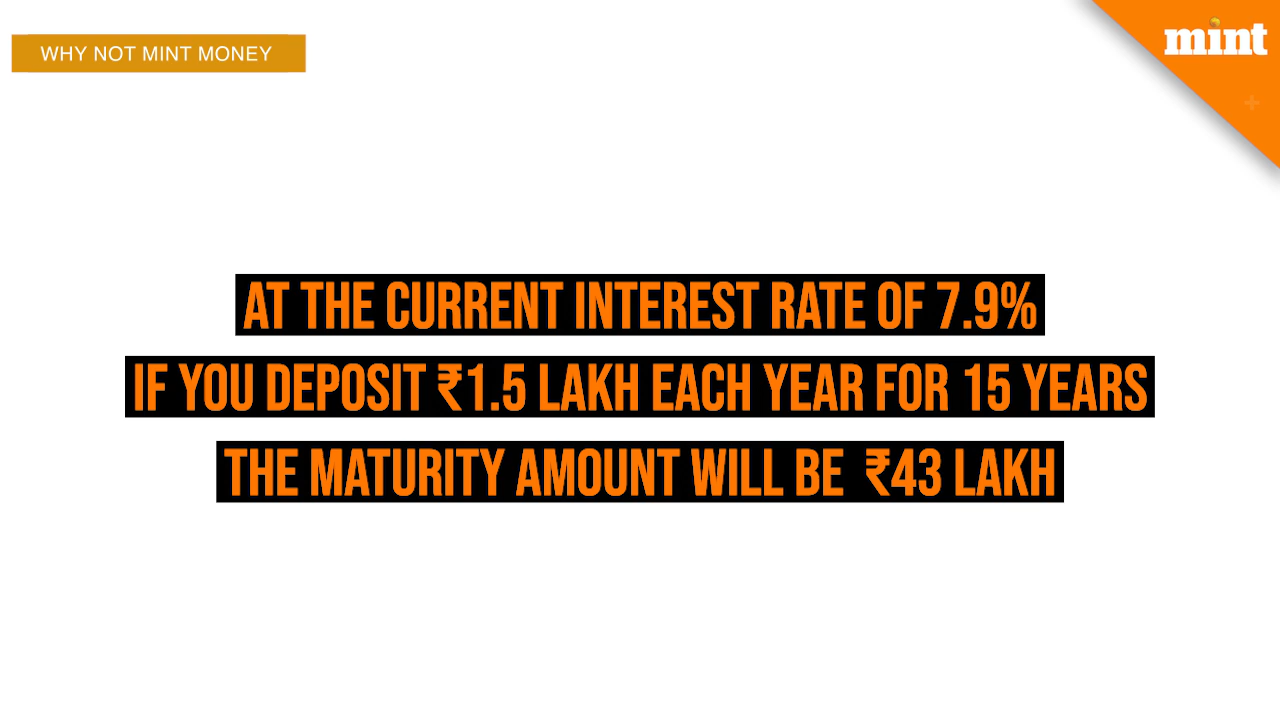 WHY NOT MINT MONEY
mint
AT THE CURRENT INTEREST RATE OF 7.9%
IF YOU DEPOSIT ₹1.5 LAKH EACH YEAR FOR 15 YEARS
THE MATURITY AMOUNT WILL BE ₹43 LAKH